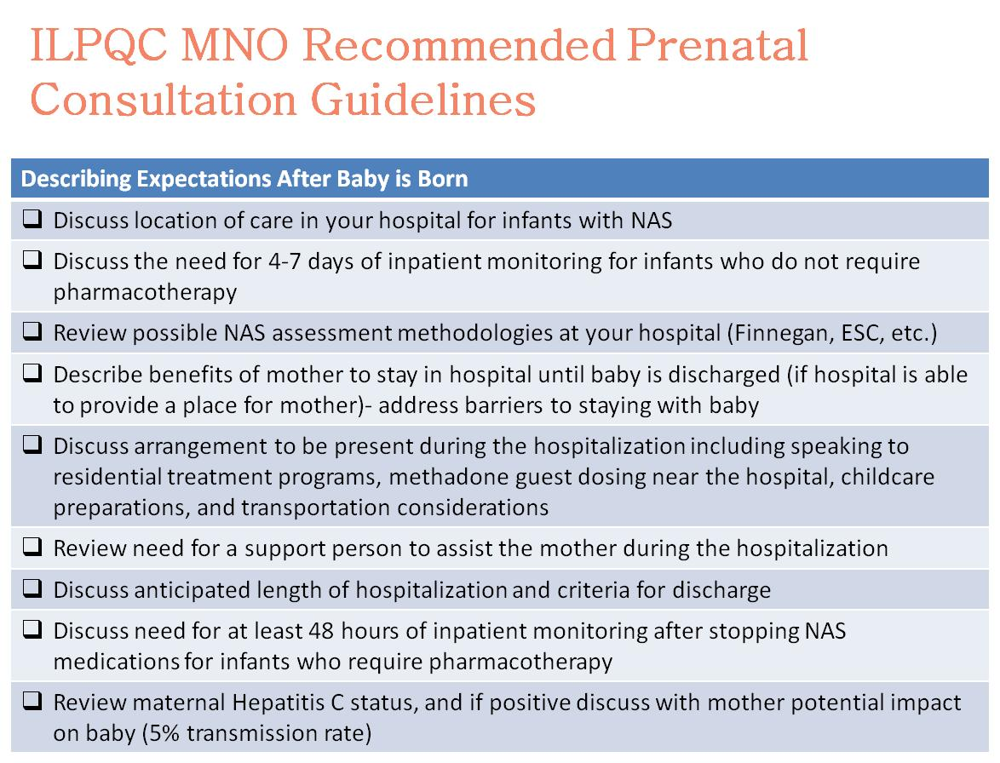 ILPQC MNO Recommended Prenatal
Consultation Guidelines
Describing Expectations After Baby is Born
Discuss location of care in your hospital for infants with NAS
Discuss the need for 4-7 days of inpatient monitoring for infants who do not require
pharmacotherapy
Review possible NAS assessment methodologies at your hospital (Finnegan, ESC, etc.)
Describe benefits of mother to stay in hospital until baby is discharged (if hospital is able
to provide a place for mother)- address barriers to staying with baby
Discuss arrangement to be present during the hospitalization including speaking to
residential treatment programs, methadone guest dosing near the hospital, childcare
preparations, and transportation considerations
Review need for a support person to assist the mother during the hospitalization
Discuss anticipated length of hospitalization and criteria for discharge
Discuss need for at least 48 hours of inpatient monitoring after stopping NAS
medications for infants who require pharmacotherapy
Review maternal Hepatitis C status, and if positive discuss with mother potential impact
on baby (5% transmission rate)